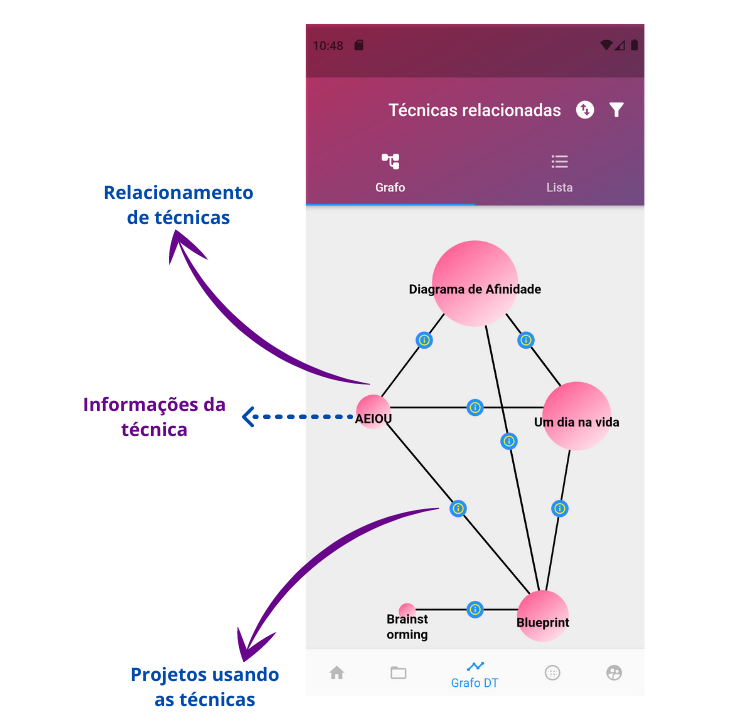 10:48
Técnicas relacionadas
Grafo
Lista
Relacionamento
de técnicas
Diagrama de Afinidade
Informações da
técnica
AEIOU
Um dia na vida
Brainst
orming
Blueprint
Projetos usando
as técnicas
Grafo DT